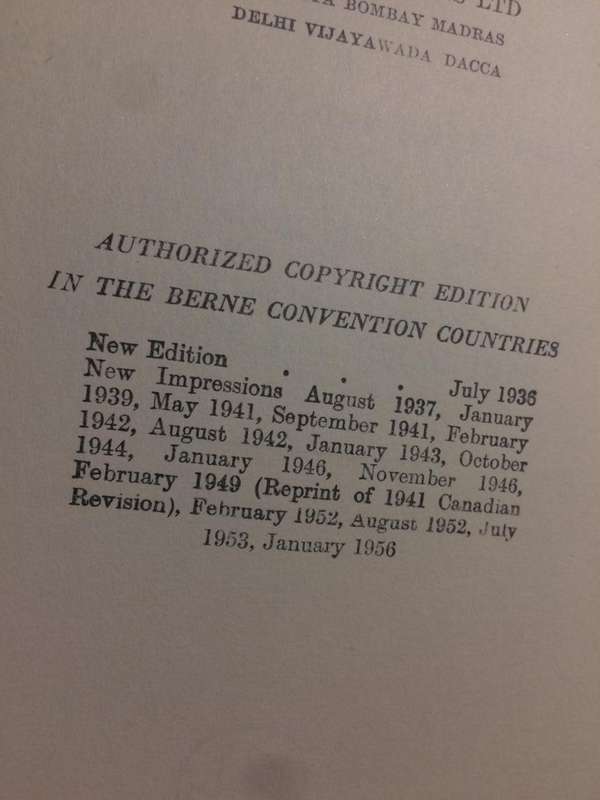 LTD
BOMBAY MADRAS
DELHI VIJAYAWADA DACCA
AUTHORIZED COPYRIGHT EDITION
IN THE BERNE CONVENTION COUNTRIES
New Edition . . . July 1936
New Impressions August 1937, January
1939, May 1941, September 1941, February
1942, August 1942, January 1943, October
1944, January 1946, November 1946,
February 1949 (Reprint of 1941 Canadian
Revision), February 1952, August 1952, July
1953, January 1956